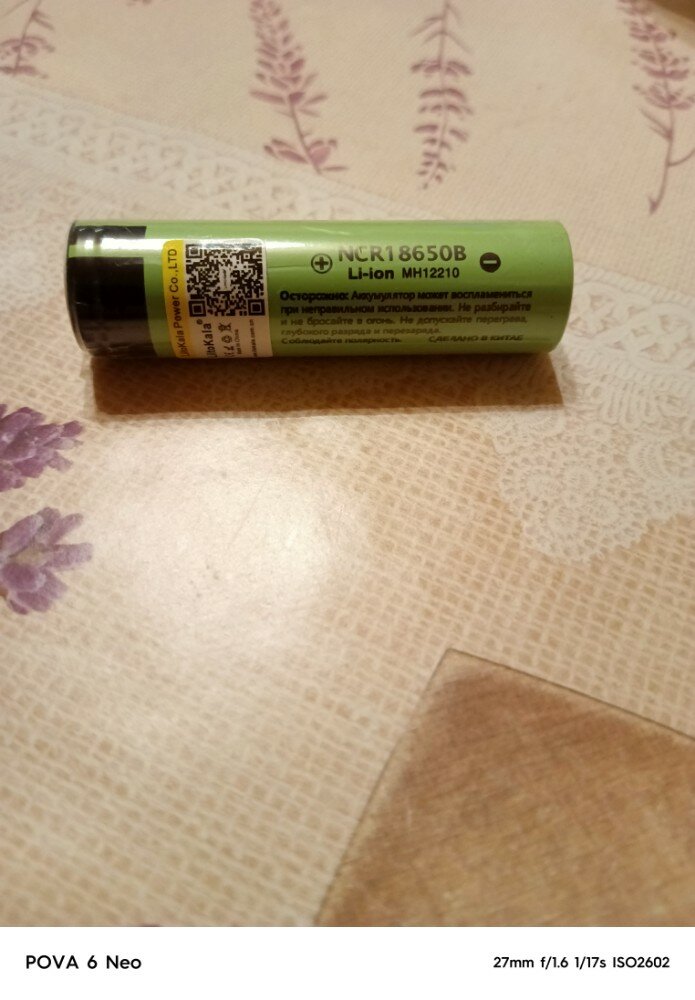 NCR18650B
Li-ion MH12210
Осторожно: Аккумулятор может воспламениться
при неправильном использовании. Не разбирайте
и не бросайте в огонь. Не допускайте перегрева,
глубокого разряда и перезаряда.
Соблюдайте полярность. СДЕЛАНО В КИТАЕ
LitoKala Power Co.,LTD
LitoKala®
POVA 6 Neo
27mm f/1.6 1/17s ISO2602